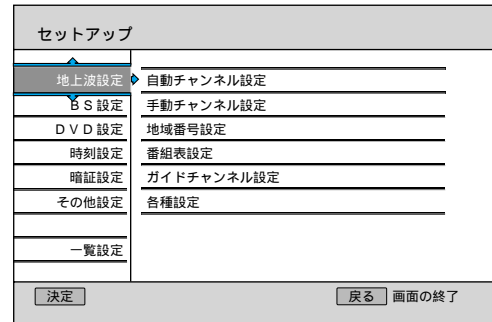 セットアップ
地上波設定
BS設定
DVD設定
時刻設定
暗証設定
その他設定
一覧設定
自動チャンネル設定
手動チャンネル設定
地域番号設定
番組表設定
ガイドチャンネル設定
各種設定
決定
戻る 画面の終了